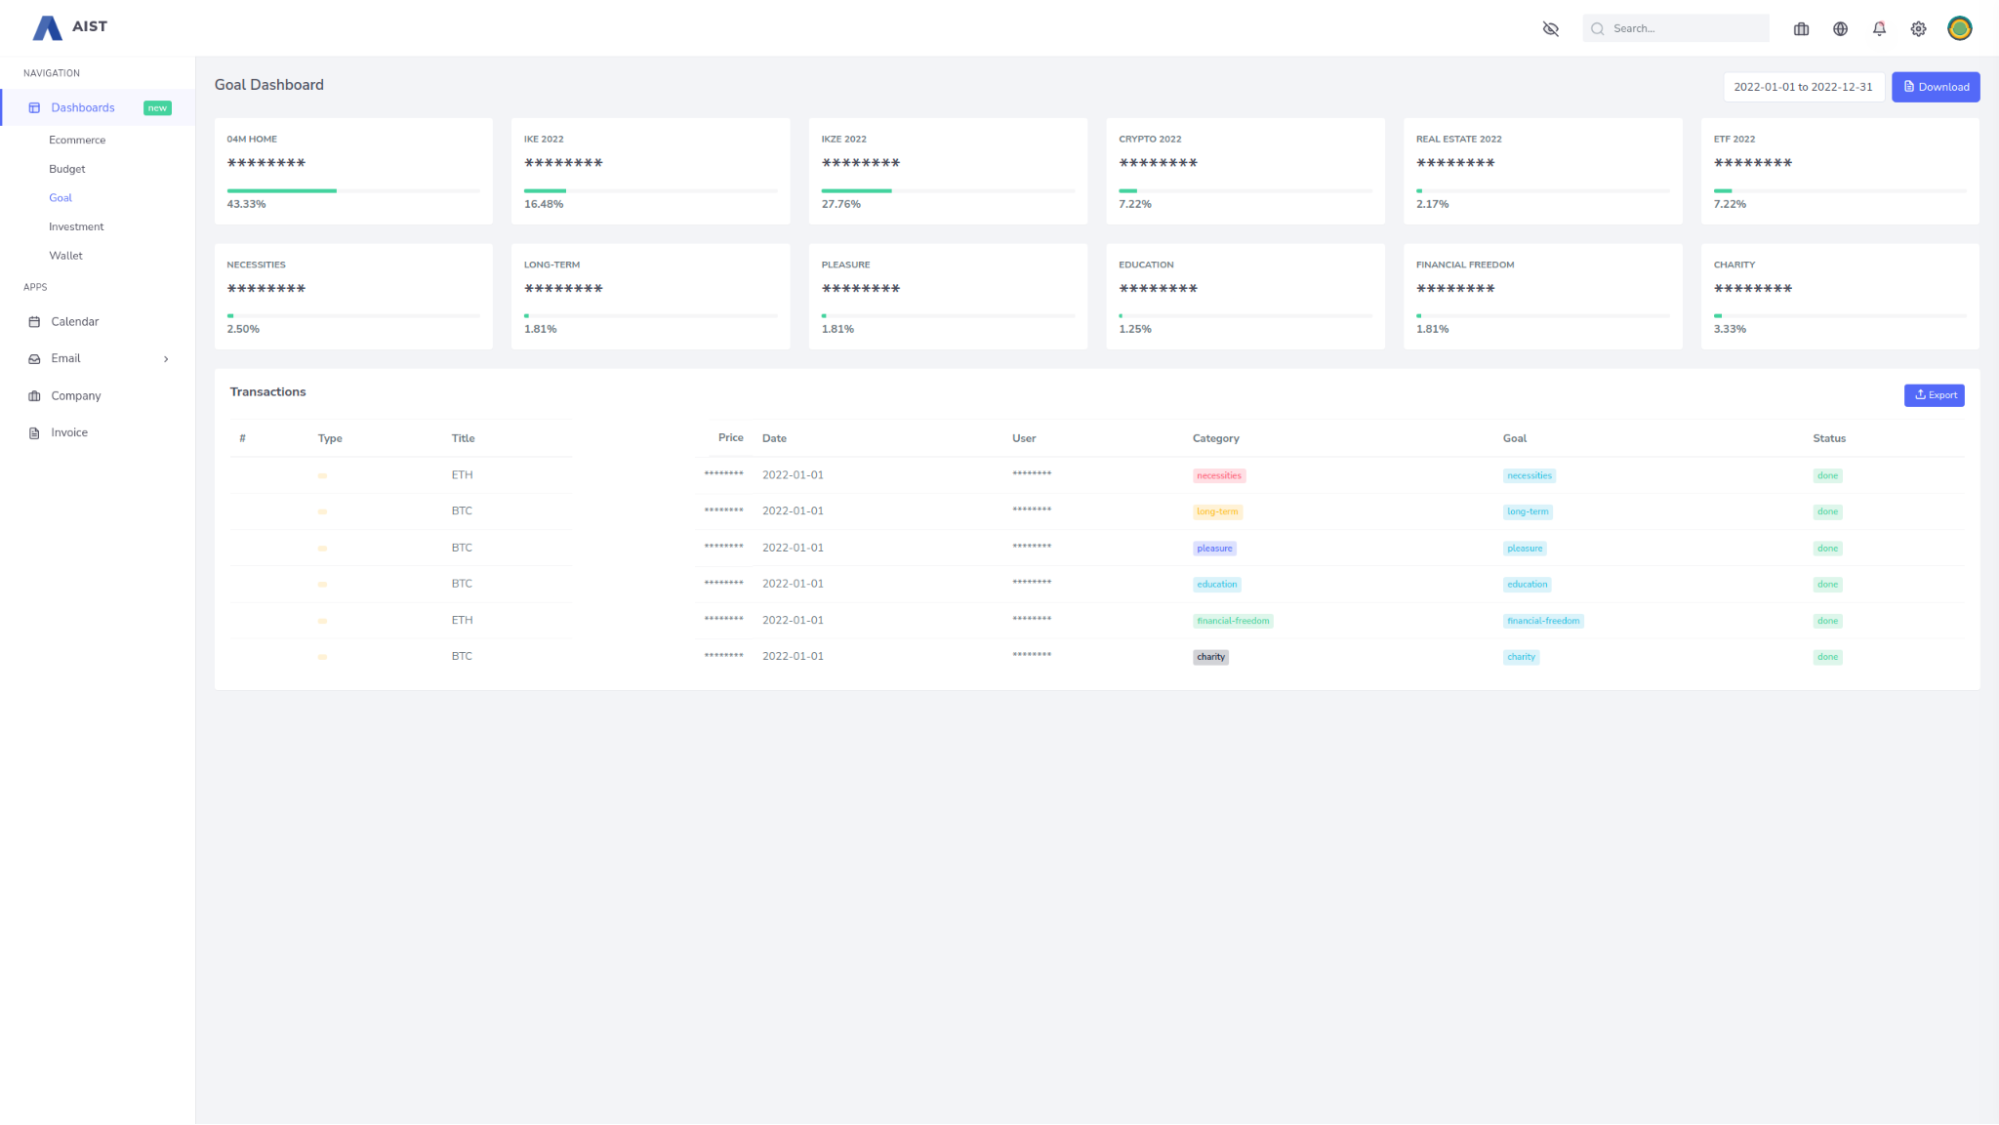 AIST
Search...
NAVIGATION
Dashboards new
Ecommerce
Budget
Goal
Investment
Wallet
APPS
Calendar
Email
Company
Invoice
Goal Dashboard
2022-01-01 to 2022-12-31 Download
04M HOME
********
43.33%
IKE 2022
********
16.48%
IKZE 2022
********
27.76%
CRYPTO 2022
********
7.22%
REAL ESTATE 2022
********
2.17%
ETF 2022
********
7.22%
NECESSITIES
********
2.50%
LONG-TERM
********
1.81%
PLEASURE
********
1.81%
EDUCATION
********
1.25%
FINANCIAL FREEDOM
********
1.81%
CHARITY
********
3.33%
Transactions
Export
# Type Title Price Date User Category Goal Status
ETH ******** 2022-01-01 ******** necessities necessities done
BTC ******** 2022-01-01 ******** long-term long-term done
BTC ******** 2022-01-01 ******** pleasure pleasure done
BTC ******** 2022-01-01 ******** education education done
ETH ******** 2022-01-01 ******** financial-freedom financial-freedom done
BTC ******** 2022-01-01 ******** charity charity done